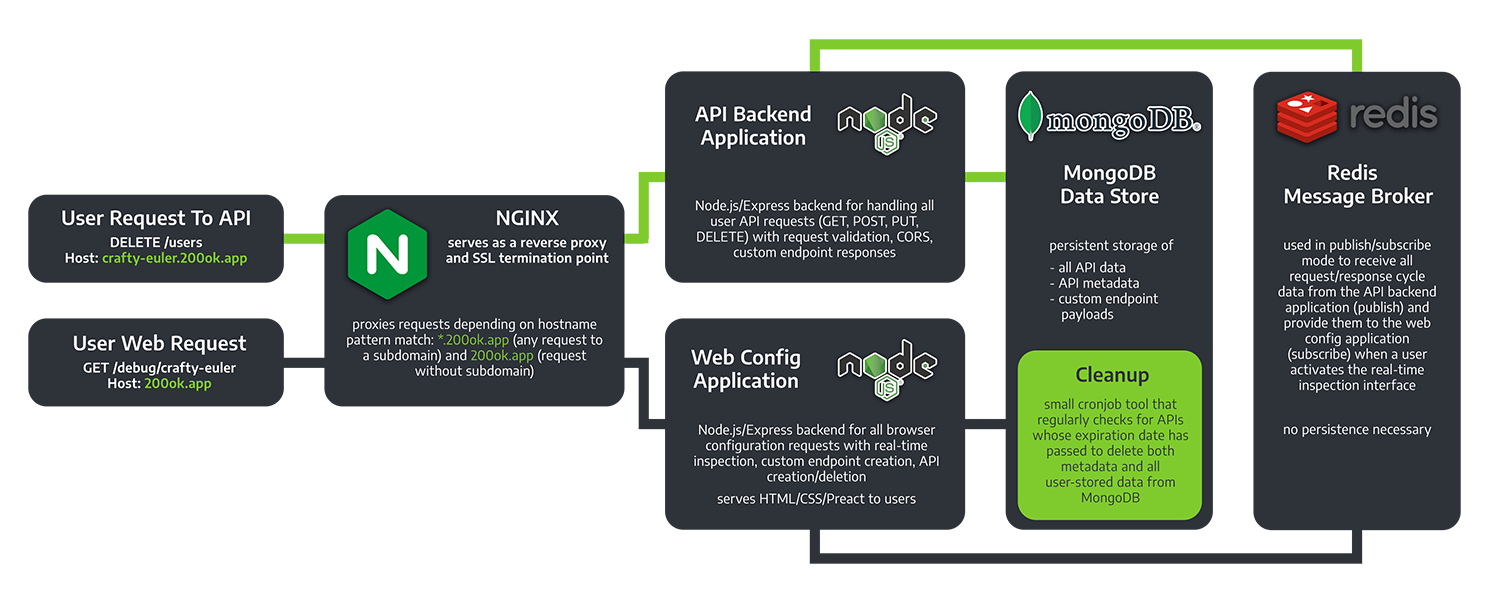 User Request To API
DELETE /users
Host: crafty-euler.200ok.app
User Web Request
GET /debug/crafty-euler
Host: 200ok.app
N
NGINX
serves as a reverse proxy
and SSL termination point
proxies requests depending on hostname
pattern match: *.200ok.app (any request to
a subdomain) and 200ok.app (request
without subdomain)
API Backend
Application
node
JS
Node.js/Express backend for handling all
user API requests (GET, POST, PUT,
DELETE) with request validation, CORS,
custom endpoint responses
Web Config
Application
node
JS
Node.js/Express backend for all browser
configuration requests with real-time
inspection, custom endpoint creation, API
creation/deletion
serves HTML/CSS/Preact to users
mongoDB®
MongoDB
Data Store
persistent storage of
- all API data
- API metadata
- custom endpoint
payloads
Cleanup
small cronjob tool that
regularly checks for APIs
whose expiration date has
passed to delete both
metadata and all
user-stored data from
MongoDB
redis
Redis
Message Broker
used in publish/subscribe
mode to receive all
request/response cycle
data from the API backend
application (publish) and
provide them to the web
config application
(subscribe) when a user
activates the real-time
inspection interface
no persistence necessary